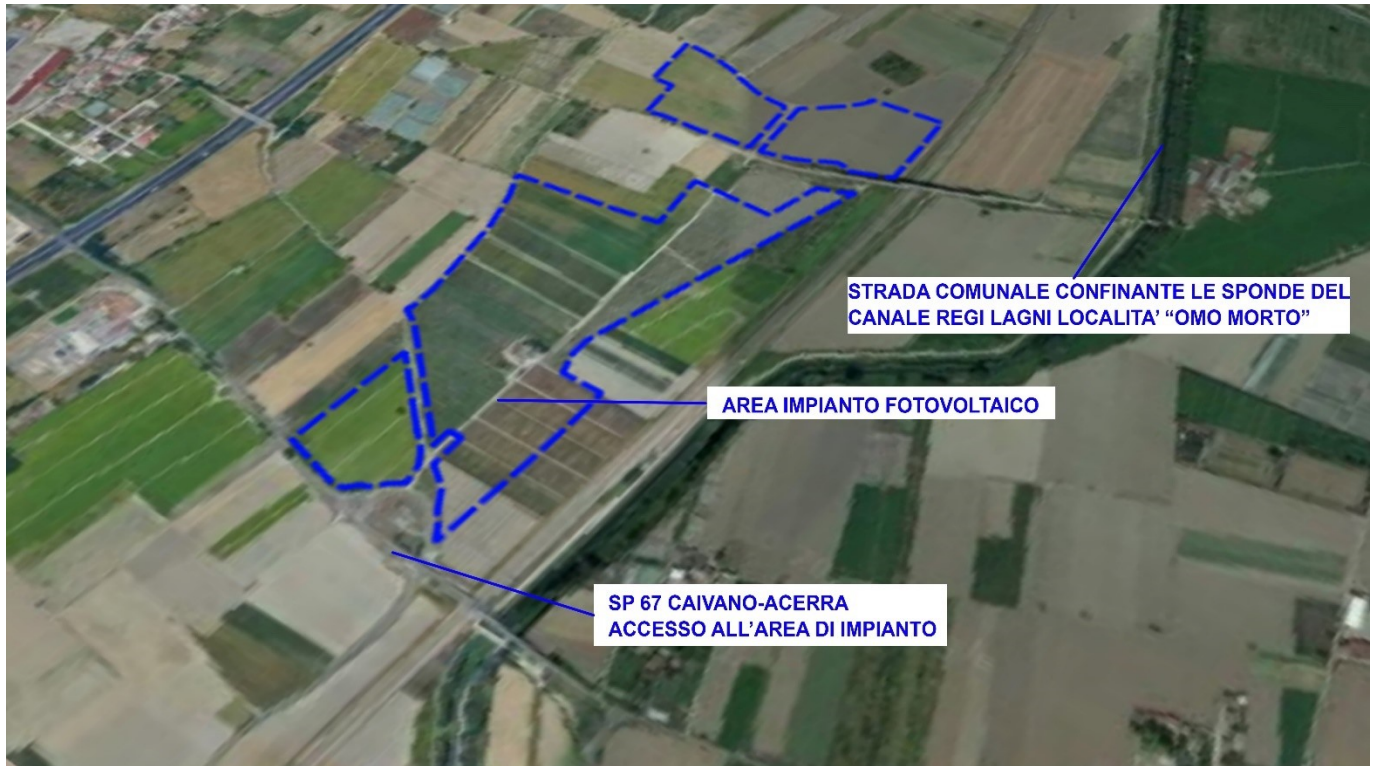 STRADA COMUNALE CONFINANTE LE SPONDE DEL
CANALE REGI LAGNI LOCALITA' “OMO MORTO”
AREA IMPIANTO FOTOVOLTAICO
SP 67 CAIVANO-ACERRA
ACCESSO ALL’AREA DI IMPIANTO